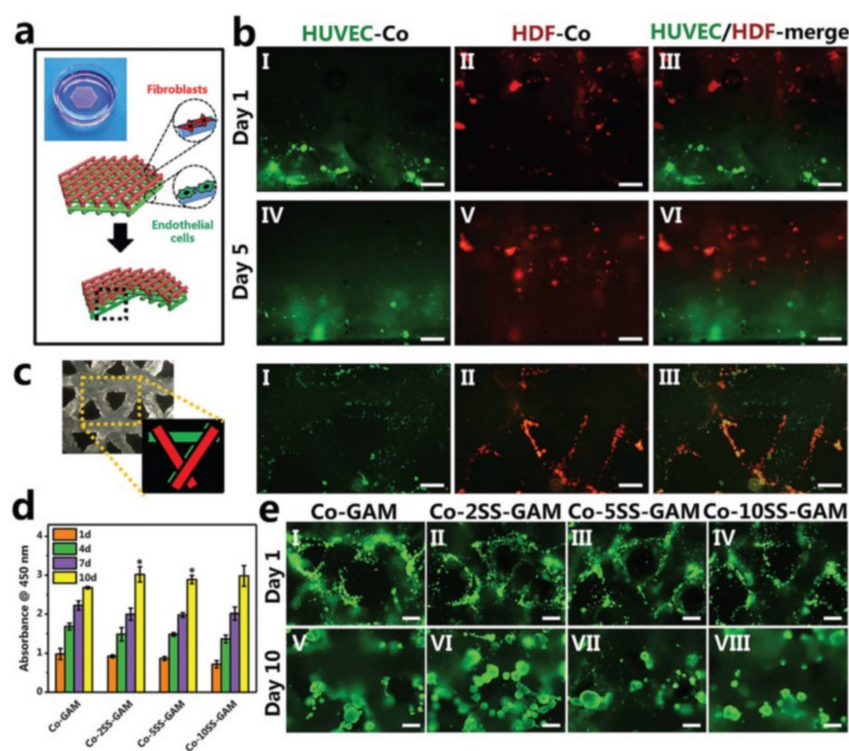 a
Fibroblasts
Endothelial
cells
b
HUVEC-Co
HDF-Co
HUVEC/HDF-merge
Day 1
I
II
III
Day 5
IV
V
VI
c
I
II
III
d
Absorbance @ 450 nm
4
3
2
1
0
1d
4d
7d
10d
*
*
Co-GAM
Co-2SS-GAM
Co-5SS-GAM
Co-10SS-GAM
e
Co-GAM
Co-2SS-GAM
Co-5SS-GAM
Co-10SS-GAM
Day 1
I
II
III
IV
Day 10
V
VI
VII
VIII